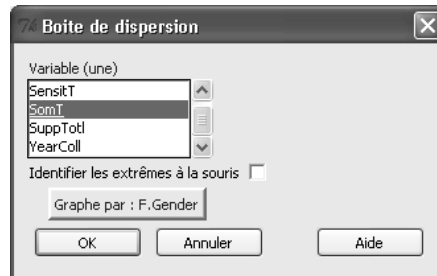 Boite de dispersion
Variable (une)
SensitT
SomT
SuppTotl
YearColl
Identifier les extrêmes à la souris
Graphe par : F.Gender
OK Annuler Aide